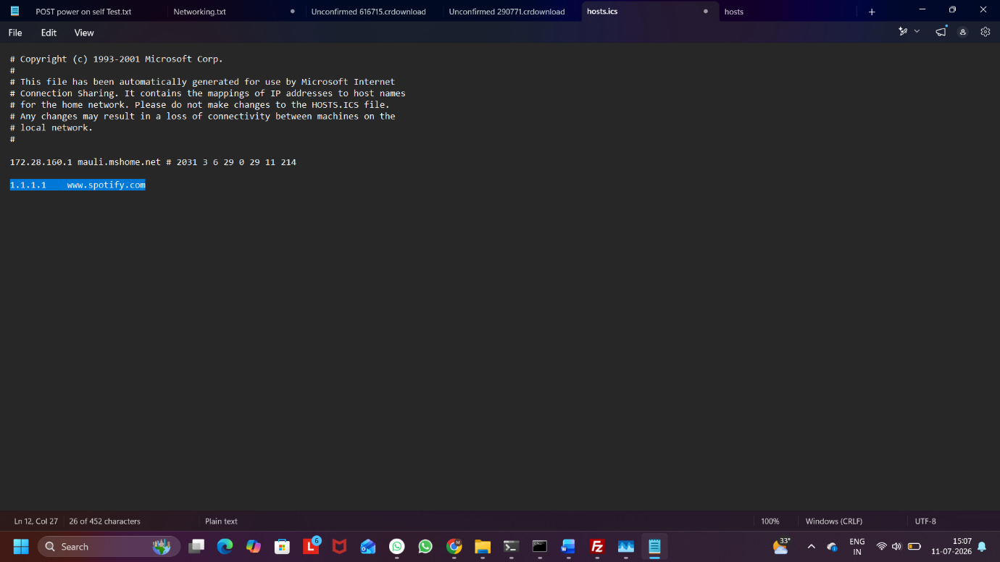 POST power on self Test.txt
Networking.txt
Unconfirmed 616715.crdownload
Unconfirmed 290771.crdownload
hosts.ics
hosts
File
Edit
View
# Copyright (c) 1993-2001 Microsoft Corp.
#
# This file has been automatically generated for use by Microsoft Internet
# Connection Sharing. It contains the mappings of IP addresses to host names
# for the home network. Please do not make changes to the HOSTS.ICS file.
# Any changes may result in a loss of connectivity between machines on the
# local network.
#
172.28.160.1 mauli.mshome.net # 2031 3 6 29 0 29 11 214
1.1.1.1    www.spotify.com
Ln 12, Col 27
26 of 452 characters
Plain text
100%
Windows (CRLF)
UTF-8
Search
L
6
M
W
FZ
33°
ENG
IN
15:07
11-07-2026